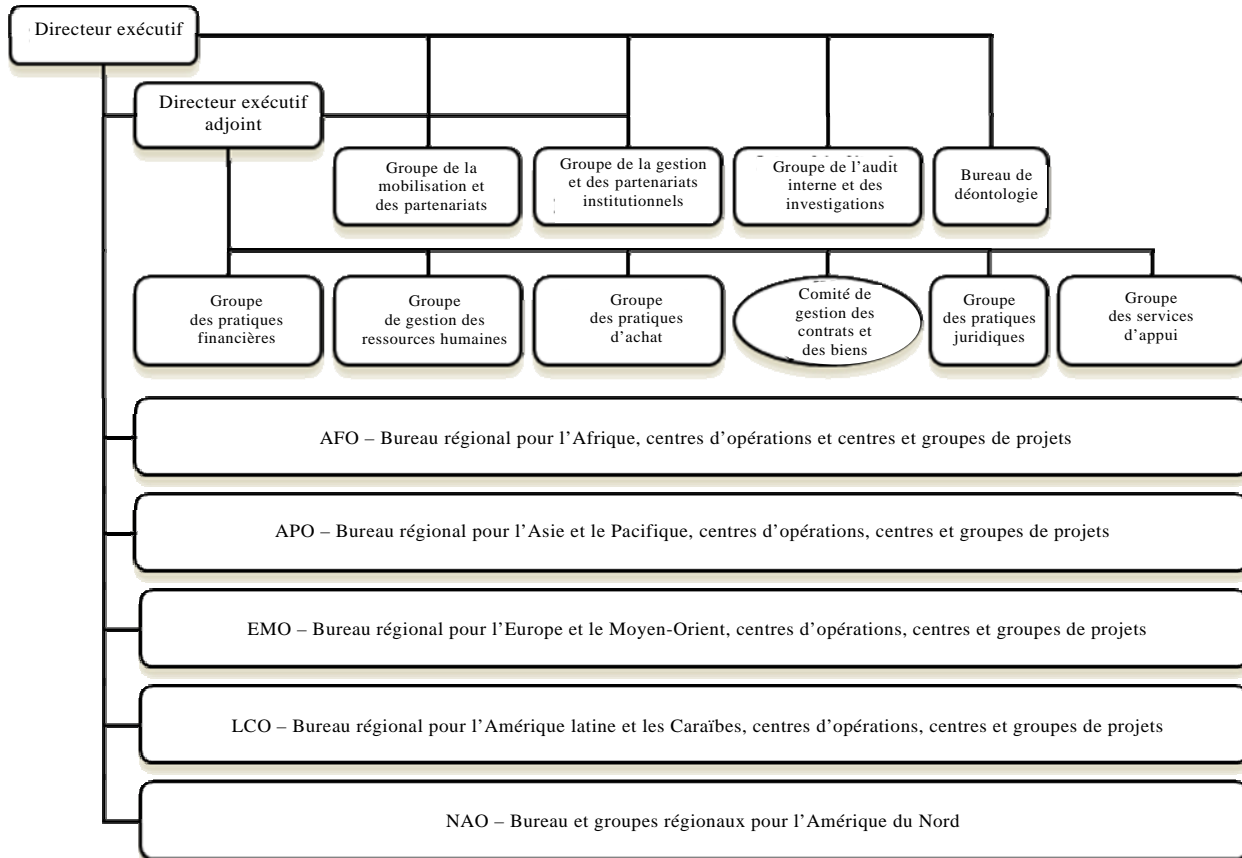 Directeur exécutif
Directeur exécutif
adjoint
Groupe de la
mobilisation et
des partenariats
Groupe de la gestion
et des partenariats
institutionnels
Groupe de l’audit
interne et des
investigations
Bureau de
déontologie
Groupe
des pratiques
financières
Groupe
de gestion des
ressources humaines
Groupe
des pratiques
d’achat
Comité de
gestion des
contrats et
des biens
Groupe
des pratiques
juridiques
Groupe
des services
d’appui
AFO – Bureau régional pour l’Afrique, centres d’opérations et centres et groupes de projets
APO – Bureau régional pour l’Asie et le Pacifique, centres d’opérations, centres et groupes de projets
EMO – Bureau régional pour l’Europe et le Moyen-Orient, centres d’opérations, centres et groupes de projets
LCO – Bureau régional pour l’Amérique latine et les Caraïbes, centres d’opérations, centres et groupes de projets
NAO – Bureau et groupes régionaux pour l’Amérique du Nord